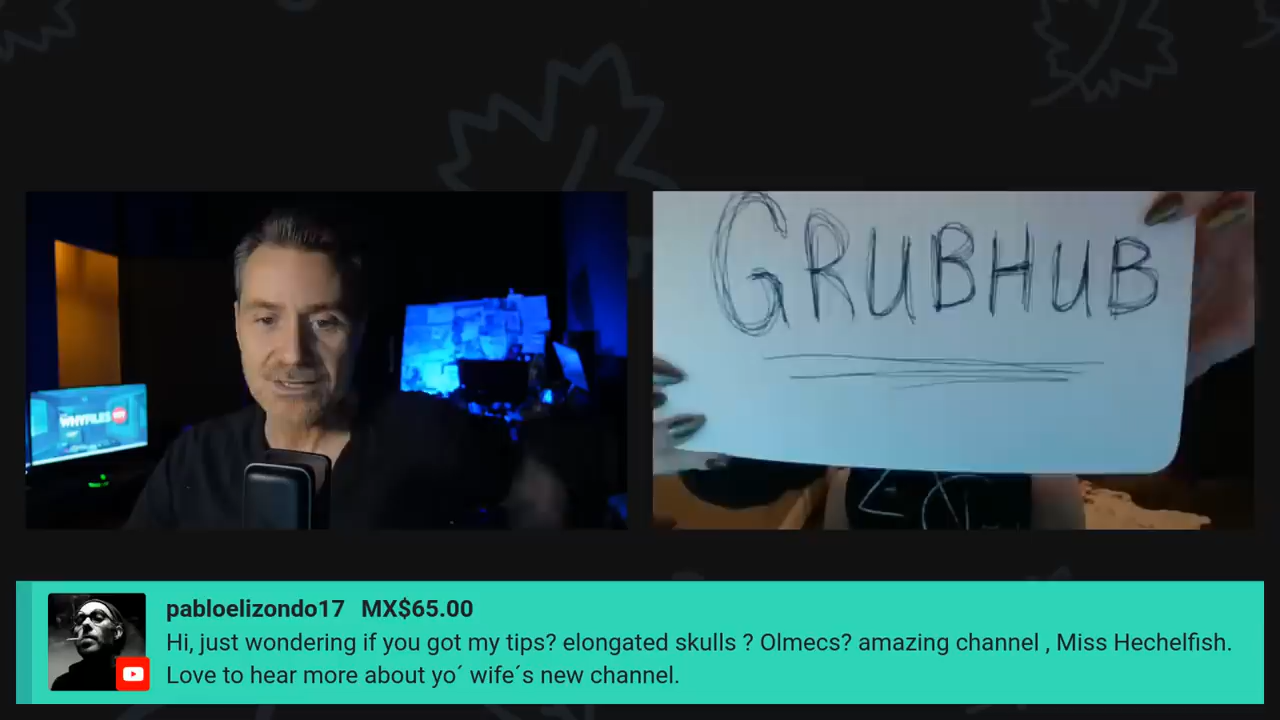 GRUBHUB
WHYFILES
pabloelizondo17 MX$65.00
Hi, just wondering if you got my tips? elongated skulls ? Olmecs? amazing channel , Miss Hechelfish.
Love to hear more about yo´ wife´s new channel.